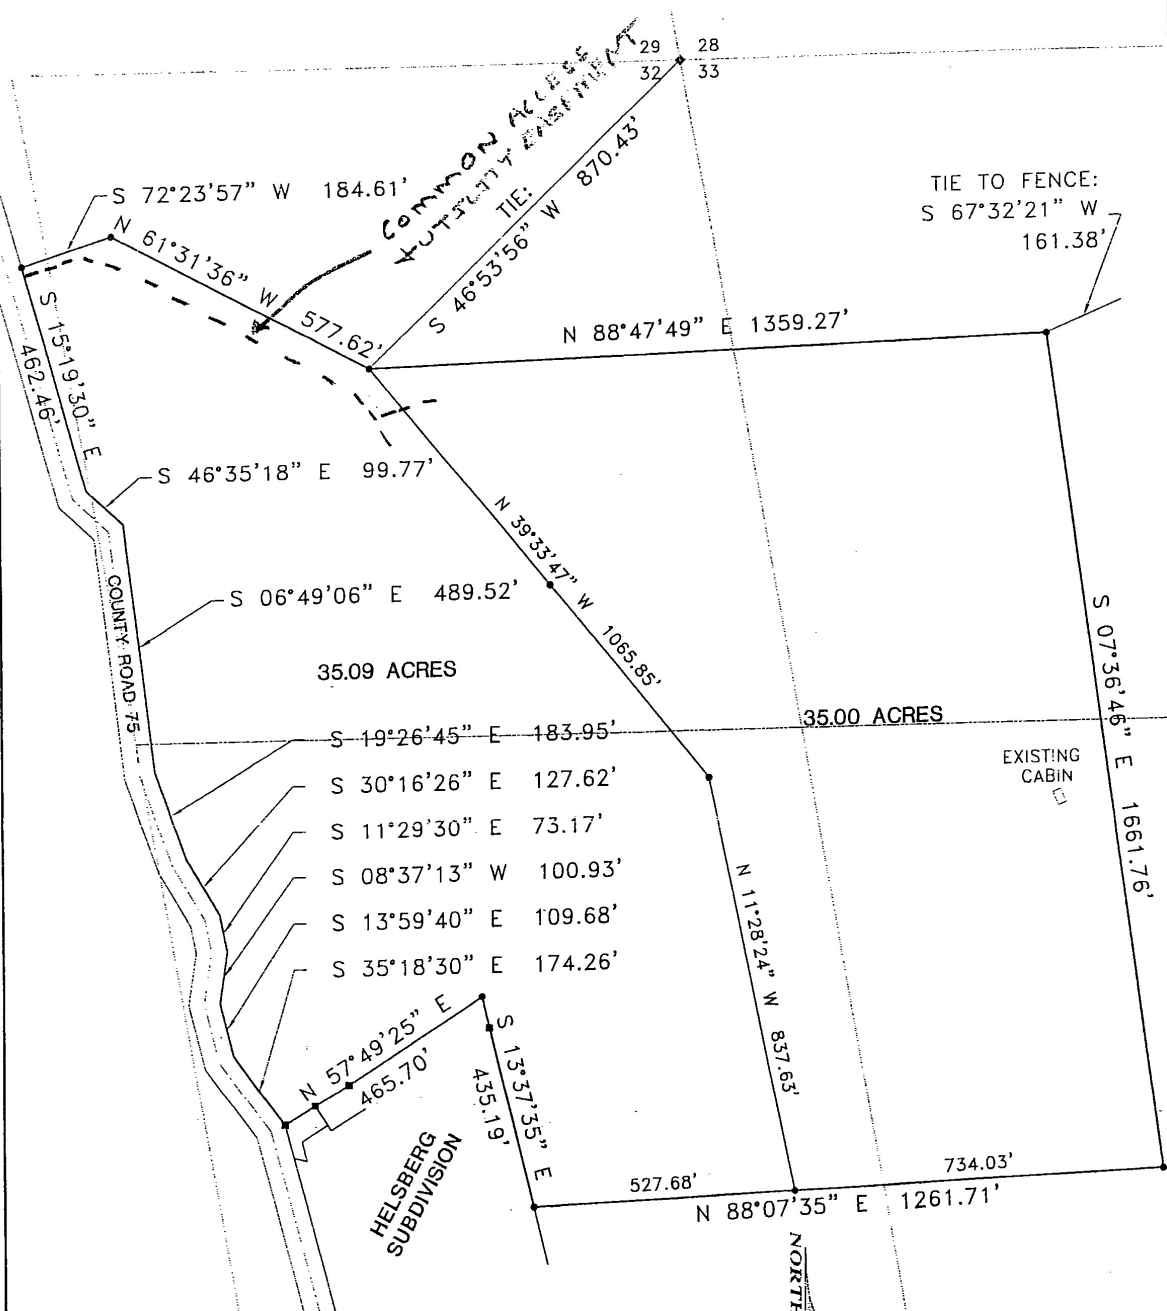 29 28
32 33
COMMON ACCESS
+ UTILITY EASEMENT
TIE:
S 46°53'56" W 870.43'
S 72°23'57" W 184.61'
N 61°31'36" W 577.62'
TIE TO FENCE:
S 67°32'21" W
161.38'
N 88°47'49" E 1359.27'
S 15°19'30" E
462.46'
S 46°35'18" E 99.77'
N 39°33'47" W 1065.85'
COUNTY ROAD 75
S 06°49'06" E 489.52'
35.09 ACRES
S 07°36'46" E 1661.76'
35.00 ACRES
S 19°26'45" E 183.95'
EXISTING
CABIN
S 30°16'26" E 127.62'
S 11°29'30" E 73.17'
S 08°37'13" W 100.93'
S 13°59'40" E 109.68'
S 35°18'30" E 174.26'
N 11°28'24" W 837.63'
N 57°49'25" E
465.70'
S 13°37'35" E
435.19'
HELSBERG
SUBDIVISION
527.68'
734.03'
N 88°07'35" E 1261.71'
NORTH